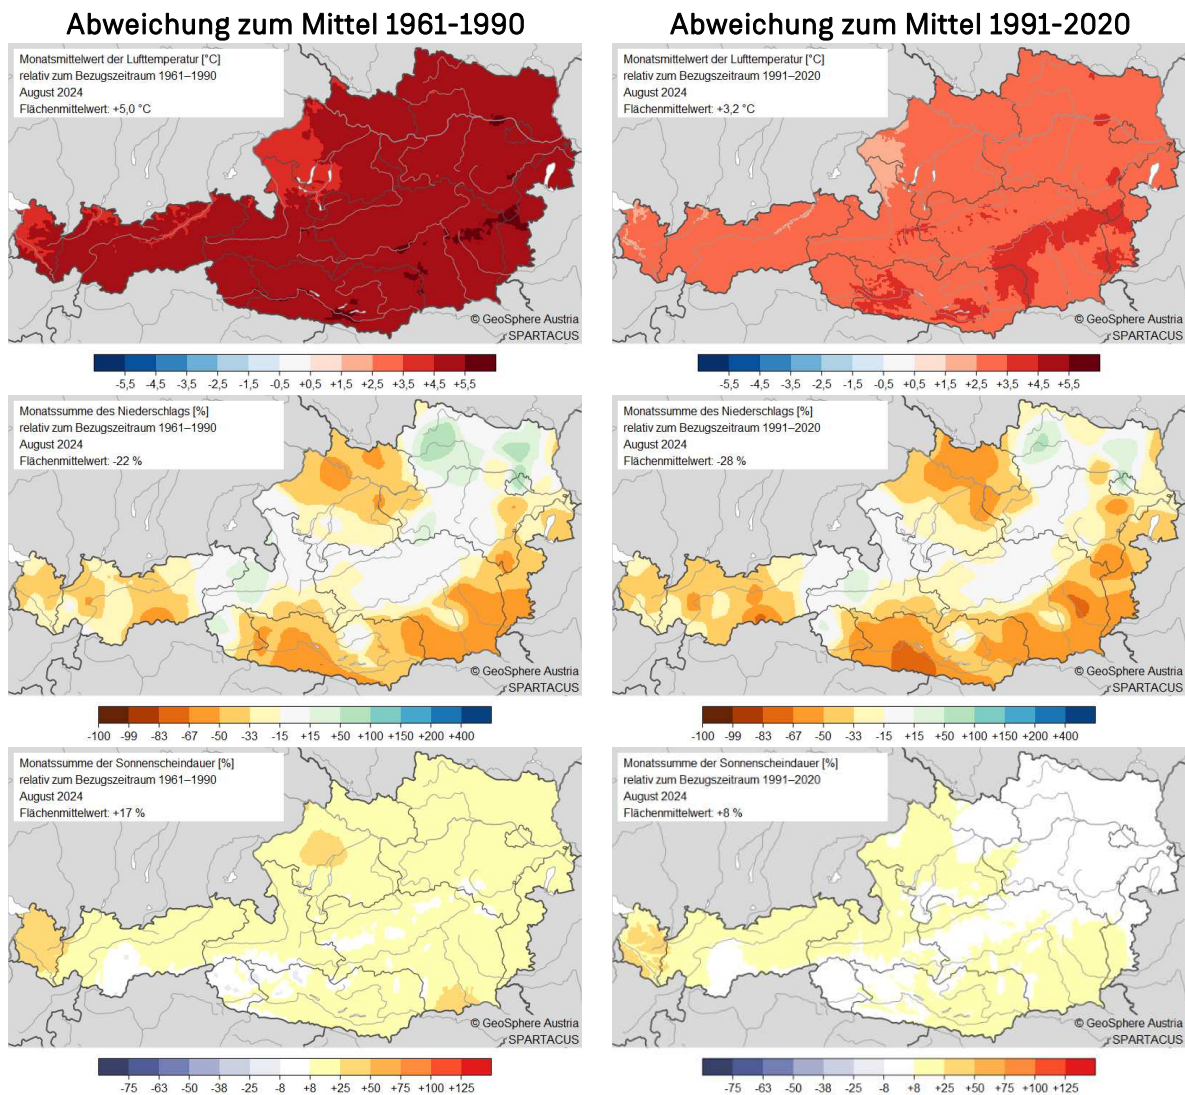 Abweichung zum Mittel 1961-1990
Abweichung zum Mittel 1991-2020
Monatsmittelwert der Lufttemperatur [°C]
relativ zum Bezugszeitraum 1961–1990
August 2024
Flächenmittelwert: +5,0 °C
© GeoSphere Austria
SPARTACUS
-5,5 -4,5 -3,5 -2,5 -1,5 -0,5 +0,5 +1,5 +2,5 +3,5 +4,5 +5,5
Monatsmittelwert der Lufttemperatur [°C]
relativ zum Bezugszeitraum 1991–2020
August 2024
Flächenmittelwert: +3,2 °C
© GeoSphere Austria
SPARTACUS
-5,5 -4,5 -3,5 -2,5 -1,5 -0,5 +0,5 +1,5 +2,5 +3,5 +4,5 +5,5
Monatssumme des Niederschlags [%]
relativ zum Bezugszeitraum 1961–1990
August 2024
Flächenmittelwert: -22 %
© GeoSphere Austria
SPARTACUS
-100 -99 -83 -67 -50 -33 -15 +15 +50 +100 +150 +200 +400
Monatssumme des Niederschlags [%]
relativ zum Bezugszeitraum 1991–2020
August 2024
Flächenmittelwert: -28 %
© GeoSphere Austria
SPARTACUS
-100 -99 -83 -67 -50 -33 -15 +15 +50 +100 +150 +200 +400
Monatssumme der Sonnenscheindauer [%]
relativ zum Bezugszeitraum 1961–1990
August 2024
Flächenmittelwert: +17 %
© GeoSphere Austria
SPARTACUS
-75 -63 -50 -38 -25 -8 +8 +25 +50 +75 +100 +125
Monatssumme der Sonnenscheindauer [%]
relativ zum Bezugszeitraum 1991–2020
August 2024
Flächenmittelwert: +8 %
© GeoSphere Austria
SPARTACUS
-75 -63 -50 -38 -25 -8 +8 +25 +50 +75 +100 +125